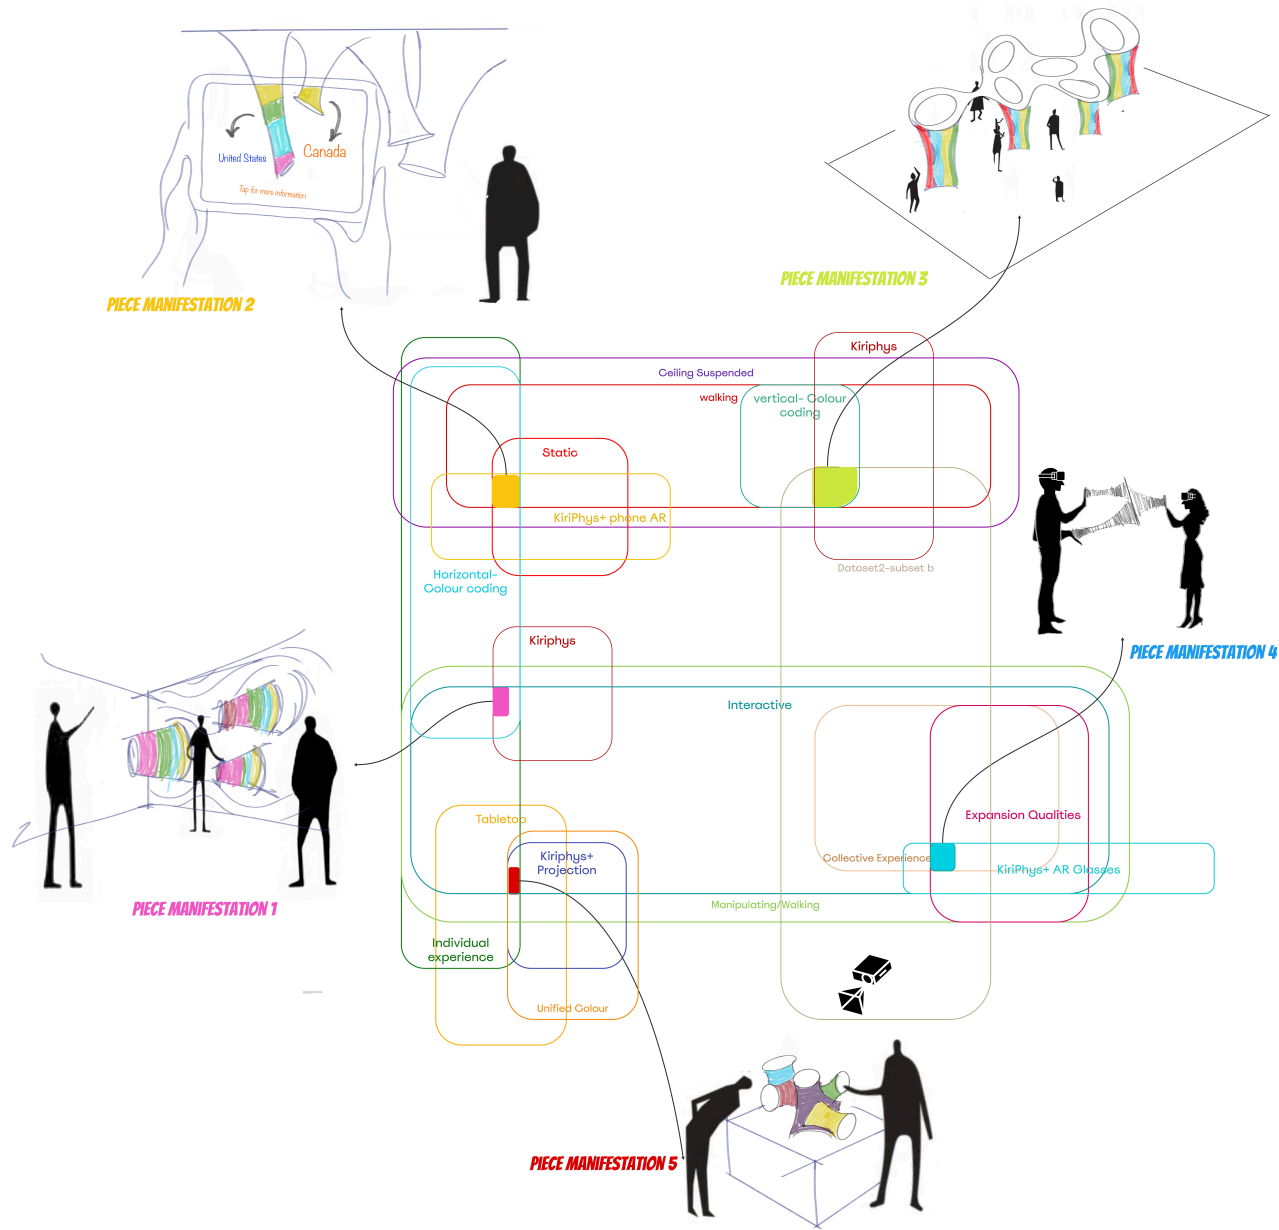 United States
Canada
Tap for more information
PIECE MANIFESTATION 2
PIECE MANIFESTATION 3
Kiriphys
Ceiling Suspended
walking
vertical- Colour
coding
Static
KiriPhys+ phone AR
Dataset2-subset b
Horizontal-
Colour coding
Kiriphys
PIECE MANIFESTATION 4
Interactive
Tabletop
Expansion Qualities
Kiriphys+
Projection
Collective Experience
KiriPhys+ AR Glasses
Manipulating/Walking
PIECE MANIFESTATION 1
Individual
experience
Unified Colour
PIECE MANIFESTATION 5